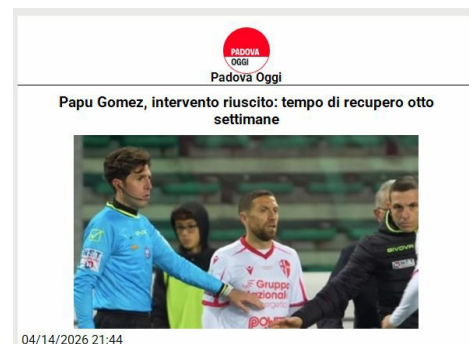 PADOVA
OGGI
Padova Oggi
Papu Gomez, intervento riuscito: tempo di recupero otto
settimane
Gruppo
04/14/2026 21:44